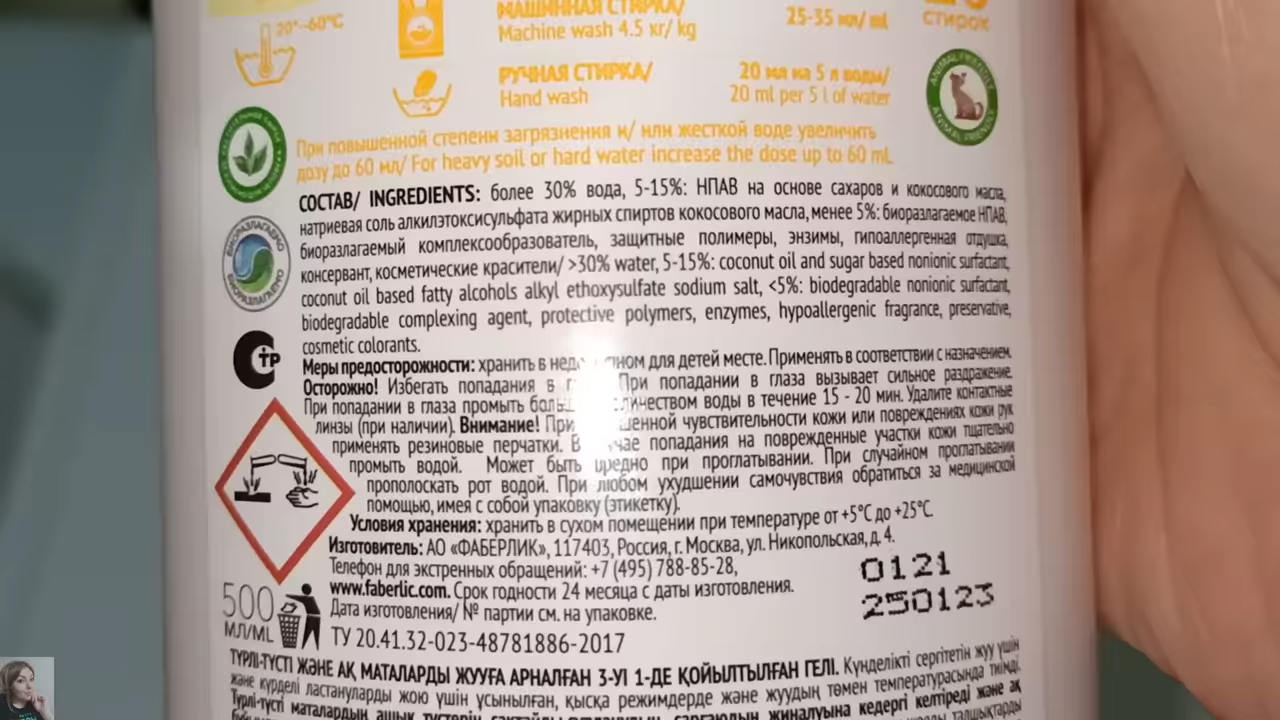 20°-60°C
МАШИННАЯ СТИРКА/
Machine wash 4.5 кг/ kg
25-35 мл/ ml
стирок
РУЧНАЯ СТИРКА/
Hand wash
20 мл на 5 л воды/
20 ml per 5 l of water
ANIMAL FRIENDLY
ANIMAL FRIENDLY
При повышенной степени загрязнения и/ или жесткой воде увеличить
дозу до 60 мл/ For heavy soil or hard water increase the dose up to 60 ml.
СОСТАВ/ INGREDIENTS: более 30% вода, 5-15%: НПАВ на основе сахаров и кокосового масла,
натриевая соль алкилэтоксисульфата жирных спиртов кокосового масла, менее 5%: биоразлагаемое НПАВ,
биоразлагаемый комплексообразователь, защитные полимеры, энзимы, гипоаллергенная отдушка,
консервант, косметические красители/ >30% water, 5-15%: coconut oil and sugar based nonionic surfactant,
coconut oil based fatty alcohols alkyl ethoxysulfate sodium salt, <5%: biodegradable nonionic surfactant,
biodegradable complexing agent, protective polymers, enzymes, hypoallergenic fragrance, preservative,
cosmetic colorants.
БИОРАЗЛАГАЕМО
БИОРАЗЛАГАЕМО
СТР
Меры предосторожности: хранить в для детей месте. Применять в соответствии с назначением.
Осторожно! Избегать попадания в При попадании в глаза вызывает сильное раздражение.
При попадании в глаза промыть воды в течение 15 - 20 мин. Удалите контактные
линзы (при наличии). Внимание! чувствительности кожи или повреждениях кожи рук
применять резиновые перчатки. В попадания на поврежденные участки кожи тщательно
промыть водой. Может быть вредно при проглатывании. При случайном проглатывании
прополоскать рот водой. При любом ухудшении самочувствия обратиться за медицинской
помощью, имея с собой упаковку (этикетку).
Условия хранения: хранить в сухом помещении при температуре от +5°C до +25°C.
Изготовитель: АО «ФАБЕРЛИК», 117403, Россия, г. Москва, ул. Никопольская, д. 4.
Телефон для экстренных обращений: +7 (495) 788-85-28,
www.faberlic.com. Срок годности 24 месяца с даты изготовления.
Дата изготовления/ № партии см. на упаковке.
0121
250123
500
МЛ/ML
ТУ 20.41.32-023-48781886-2017
ТҮРЛІ-ТҮСТІ ЖӘНЕ АҚ МАТАЛАРДЫ ЖУУҒА АРНАЛҒАН 3-УІ 1-ДЕ ҚОЙЫЛТЫЛҒАН ГЕЛІ. Күнделікті сергітетін жуу үшін
және күрделі ластануларды жою үшін ұсынылған, қысқа режимдерде және жуудың төмен температурасында тиімді.
Түрлі-түсті маталардың ашық түстерін келтіреді және ақ